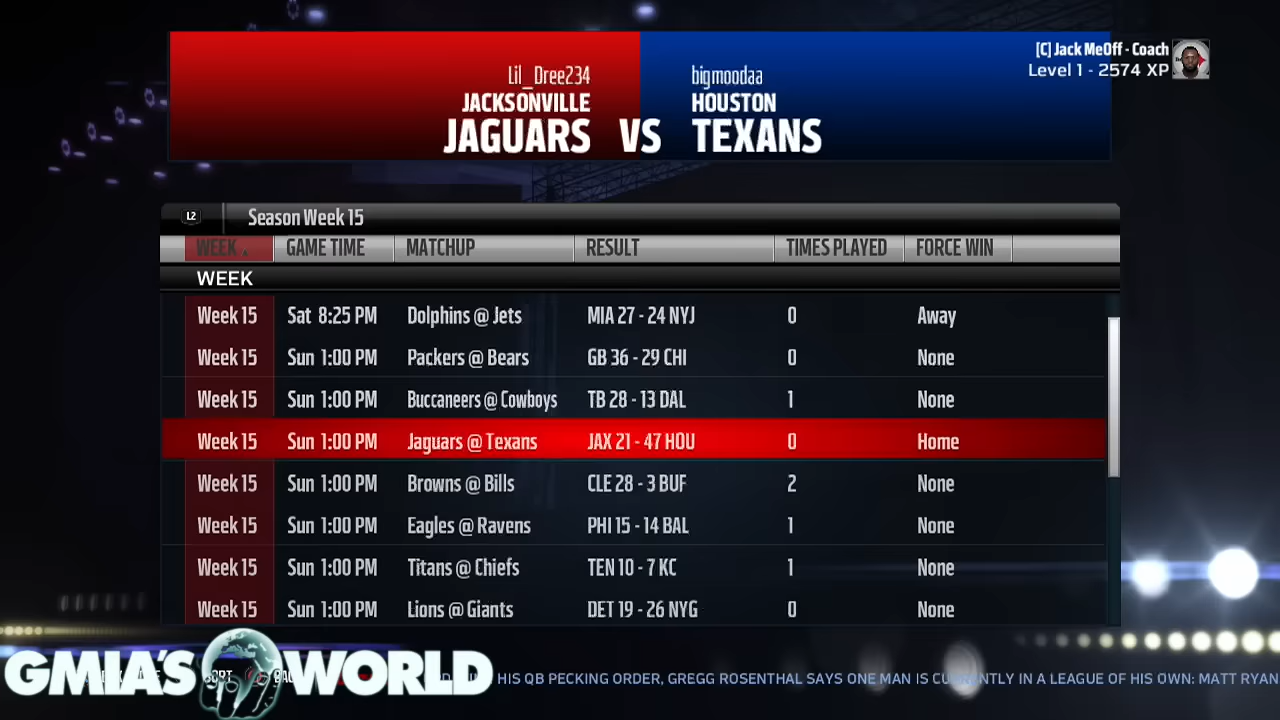 [C] Jack MeOff - Coach
Level 1 - 2574 XP
Lil_Dree234
JACKSONVILLE
JAGUARS
VS
bigmoodaa
HOUSTON
TEXANS
L2 Season Week 15
WEEK GAME TIME MATCHUP RESULT TIMES PLAYED FORCE WIN
WEEK
Week 15 Sat 8:25 PM Dolphins @ Jets MIA 27 - 24 NYJ 0 Away
Week 15 Sun 1:00 PM Packers @ Bears GB 36 - 29 CHI 0 None
Week 15 Sun 1:00 PM Buccaneers @ Cowboys TB 28 - 13 DAL 1 None
Week 15 Sun 1:00 PM Jaguars @ Texans JAX 21 - 47 HOU 0 Home
Week 15 Sun 1:00 PM Browns @ Bills CLE 28 - 3 BUF 2 None
Week 15 Sun 1:00 PM Eagles @ Ravens PHI 15 - 14 BAL 1 None
Week 15 Sun 1:00 PM Titans @ Chiefs TEN 10 - 7 KC 1 None
Week 15 Sun 1:00 PM Lions @ Giants DET 19 - 26 NYG 0 None
GMIA'S WORLD
HIS QB PECKING ORDER, GREGG ROSENTHAL SAYS ONE MAN IS CURRENTLY IN A LEAGUE OF HIS OWN: MATT RYAN